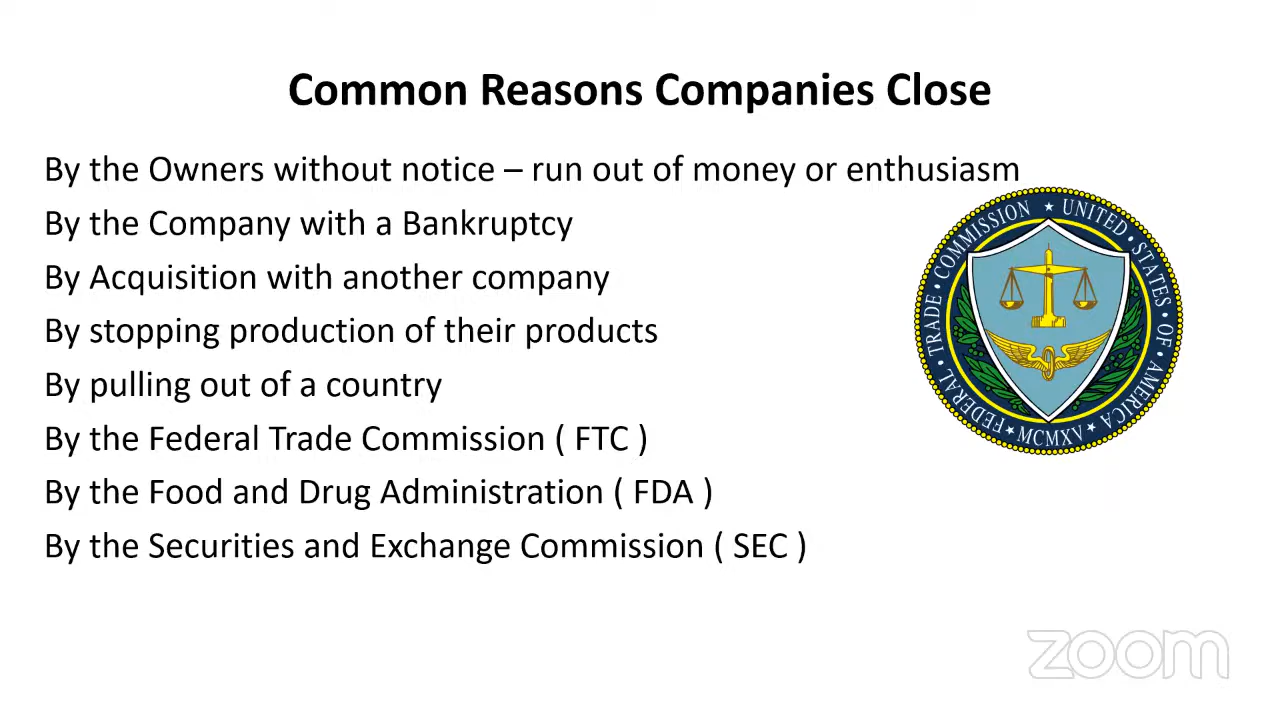 Common Reasons Companies Close
By the Owners without notice – run out of money or enthusiasm
By the Company with a Bankruptcy
By Acquisition with another company
By stopping production of their products
By pulling out of a country
By the Federal Trade Commission ( FTC )
By the Food and Drug Administration ( FDA )
By the Securities and Exchange Commission ( SEC )
FEDERAL TRADE COMMISSION ★ UNITED STATES OF AMERICA
★ MCMXV ★
zoom